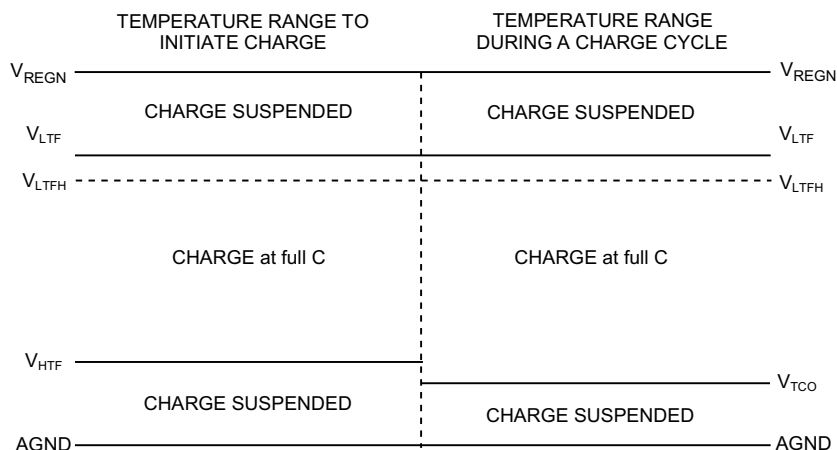 TEMPERATURE RANGE TO
INITIATE CHARGE
TEMPERATURE RANGE
DURING A CHARGE CYCLE
VREGN
VREGN
CHARGE SUSPENDED
CHARGE SUSPENDED
VLTF
VLTF
VLTFH
VLTFH
CHARGE at full C
CHARGE at full C
VHTF
VTCO
CHARGE SUSPENDED
CHARGE SUSPENDED
AGND
AGND